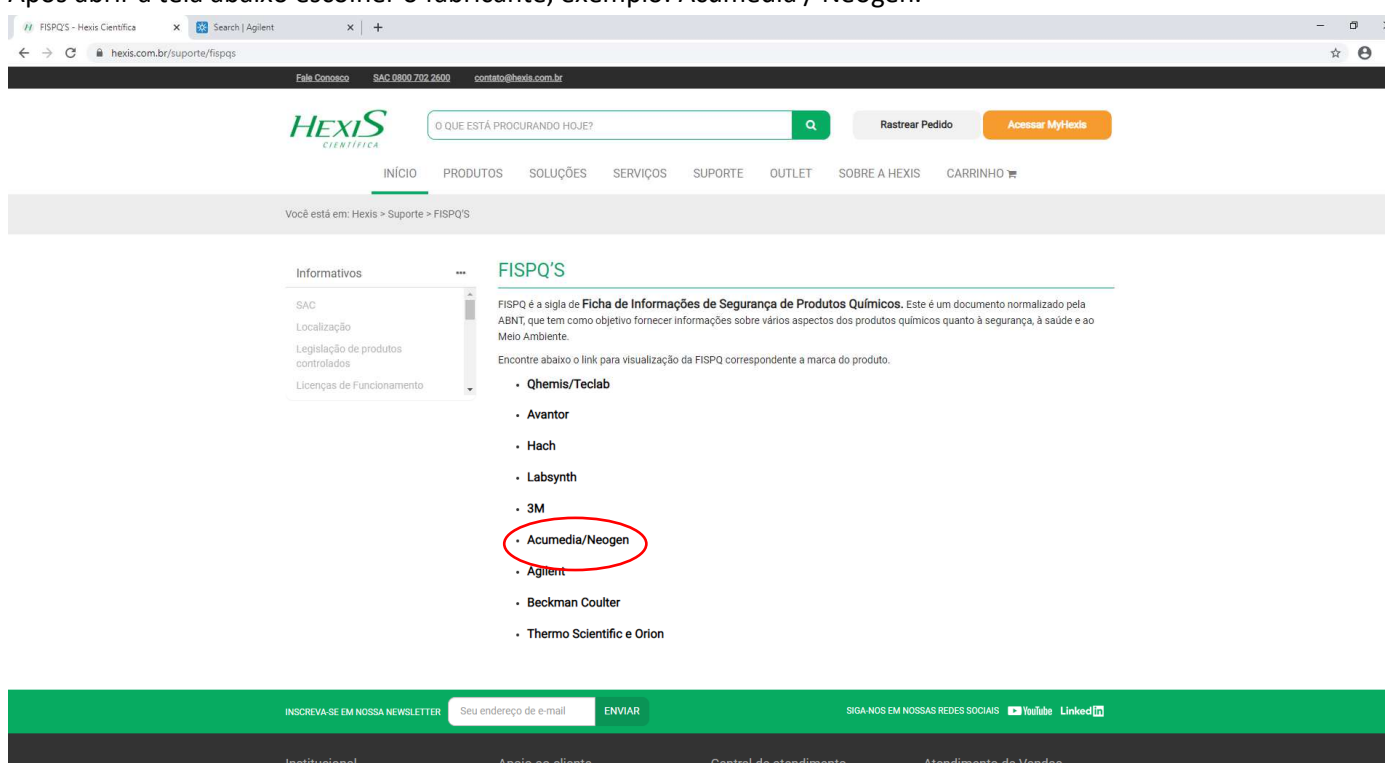 Após abrir a tela abaixo escolher o fabricante, exemplo: Acumedia / Neogen.
FISPQ'S - Hexis Científica
Search | Agilent
hexis.com.br/suporte/fispqs
Fale Conosco SAC 0800 702 2600 contato@hexis.com.br
HEXIS
CIENTÍFICA
O QUE ESTÁ PROCURANDO HOJE?
Rastrear Pedido
Acessar MyHexis
INÍCIO PRODUTOS SOLUÇÕES SERVIÇOS SUPORTE OUTLET SOBRE A HEXIS CARRINHO
Você está em: Hexis > Suporte > FISPQ'S
Informativos ...
SAC
Localização
Legislação de produtos
controlados
Licenças de Funcionamento
FISPQ'S
FISPQ é a sigla de Ficha de Informações de Segurança de Produtos Químicos. Este é um documento normalizado pela
ABNT, que tem como objetivo fornecer informações sobre vários aspectos dos produtos químicos quanto à segurança, à saúde e ao
Meio Ambiente.
Encontre abaixo o link para visualização da FISPQ correspondente a marca do produto.
• Qhemis/Teclab
• Avantor
• Hach
• Labsynth
• 3M
• Acumedia/Neogen
• Agilent
• Beckman Coulter
• Thermo Scientific e Orion
INSCREVA-SE EM NOSSA NEWSLETTER
Seu endereço de e-mail
ENVIAR
SIGA-NOS EM NOSSAS REDES SOCIAIS YouTube Linked in
Institucional Apoio ao cliente Central de atendimento Atendimento de Vendas